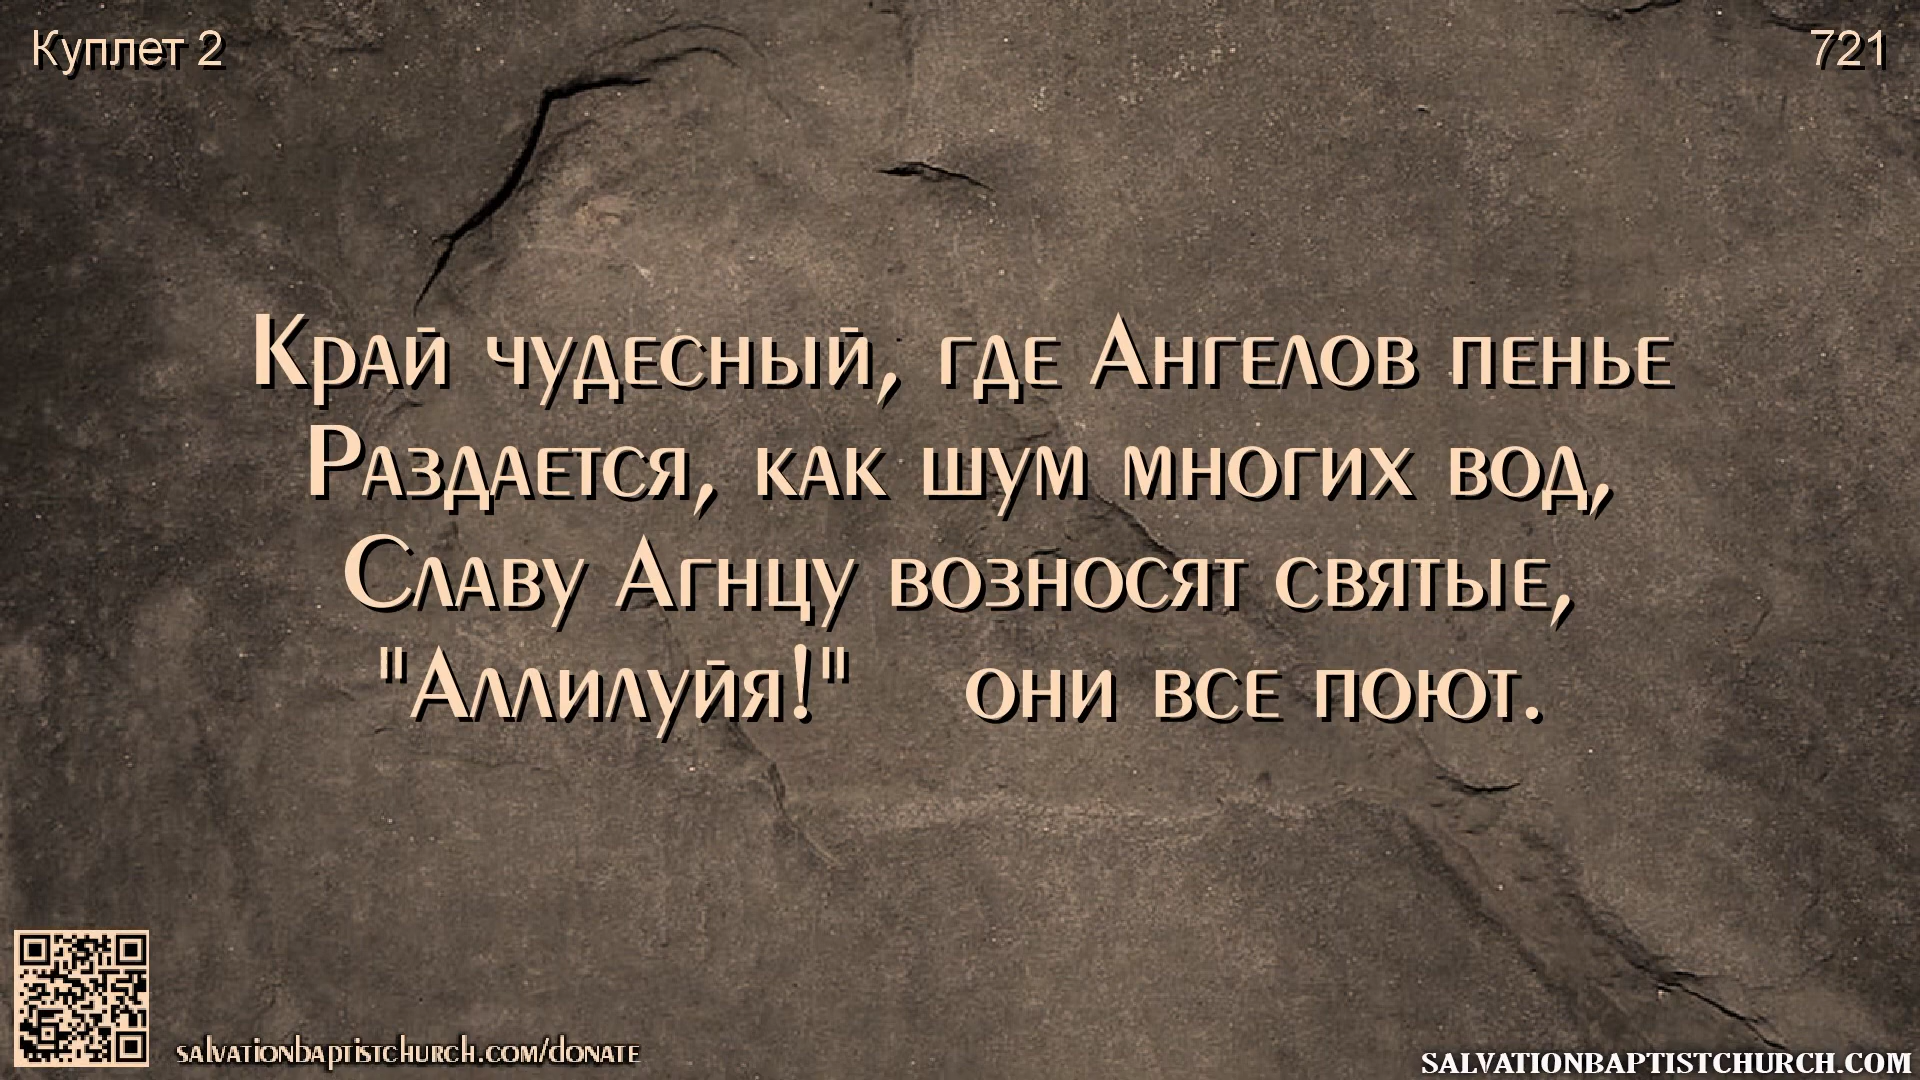 Куплет 2
721
Край чудесный, где Ангелов пенье
Раздается, как шум многих вод,
Славу Агнцу возносят святые,
"Аллилуйя!" они все поют.
salvationbaptistchurch.com/donate
SALVATIONBAPTISTCHURCH.COM